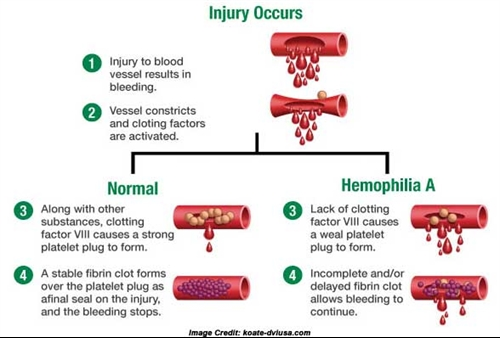 Injury Occurs
1 Injury to blood
vessel results in
bleeding.
2 Vessel constricts
and cloting factors
are activated.
Normal
3 Along with other
substances, clotting
factor VIII causes a strong
platelet plug to form.
4 A stable fibrin clot forms
over the platelet plug as
afinal seal on the injury,
and the bleeding stops.
Hemophilia A
3 Lack of clotting
factor VIII causes
a weal platelet
plug to form.
4 Incomplete and/or
delayed fibrin clot
allows bleeding to
continue.
Image Credit: koate-dviusa.com